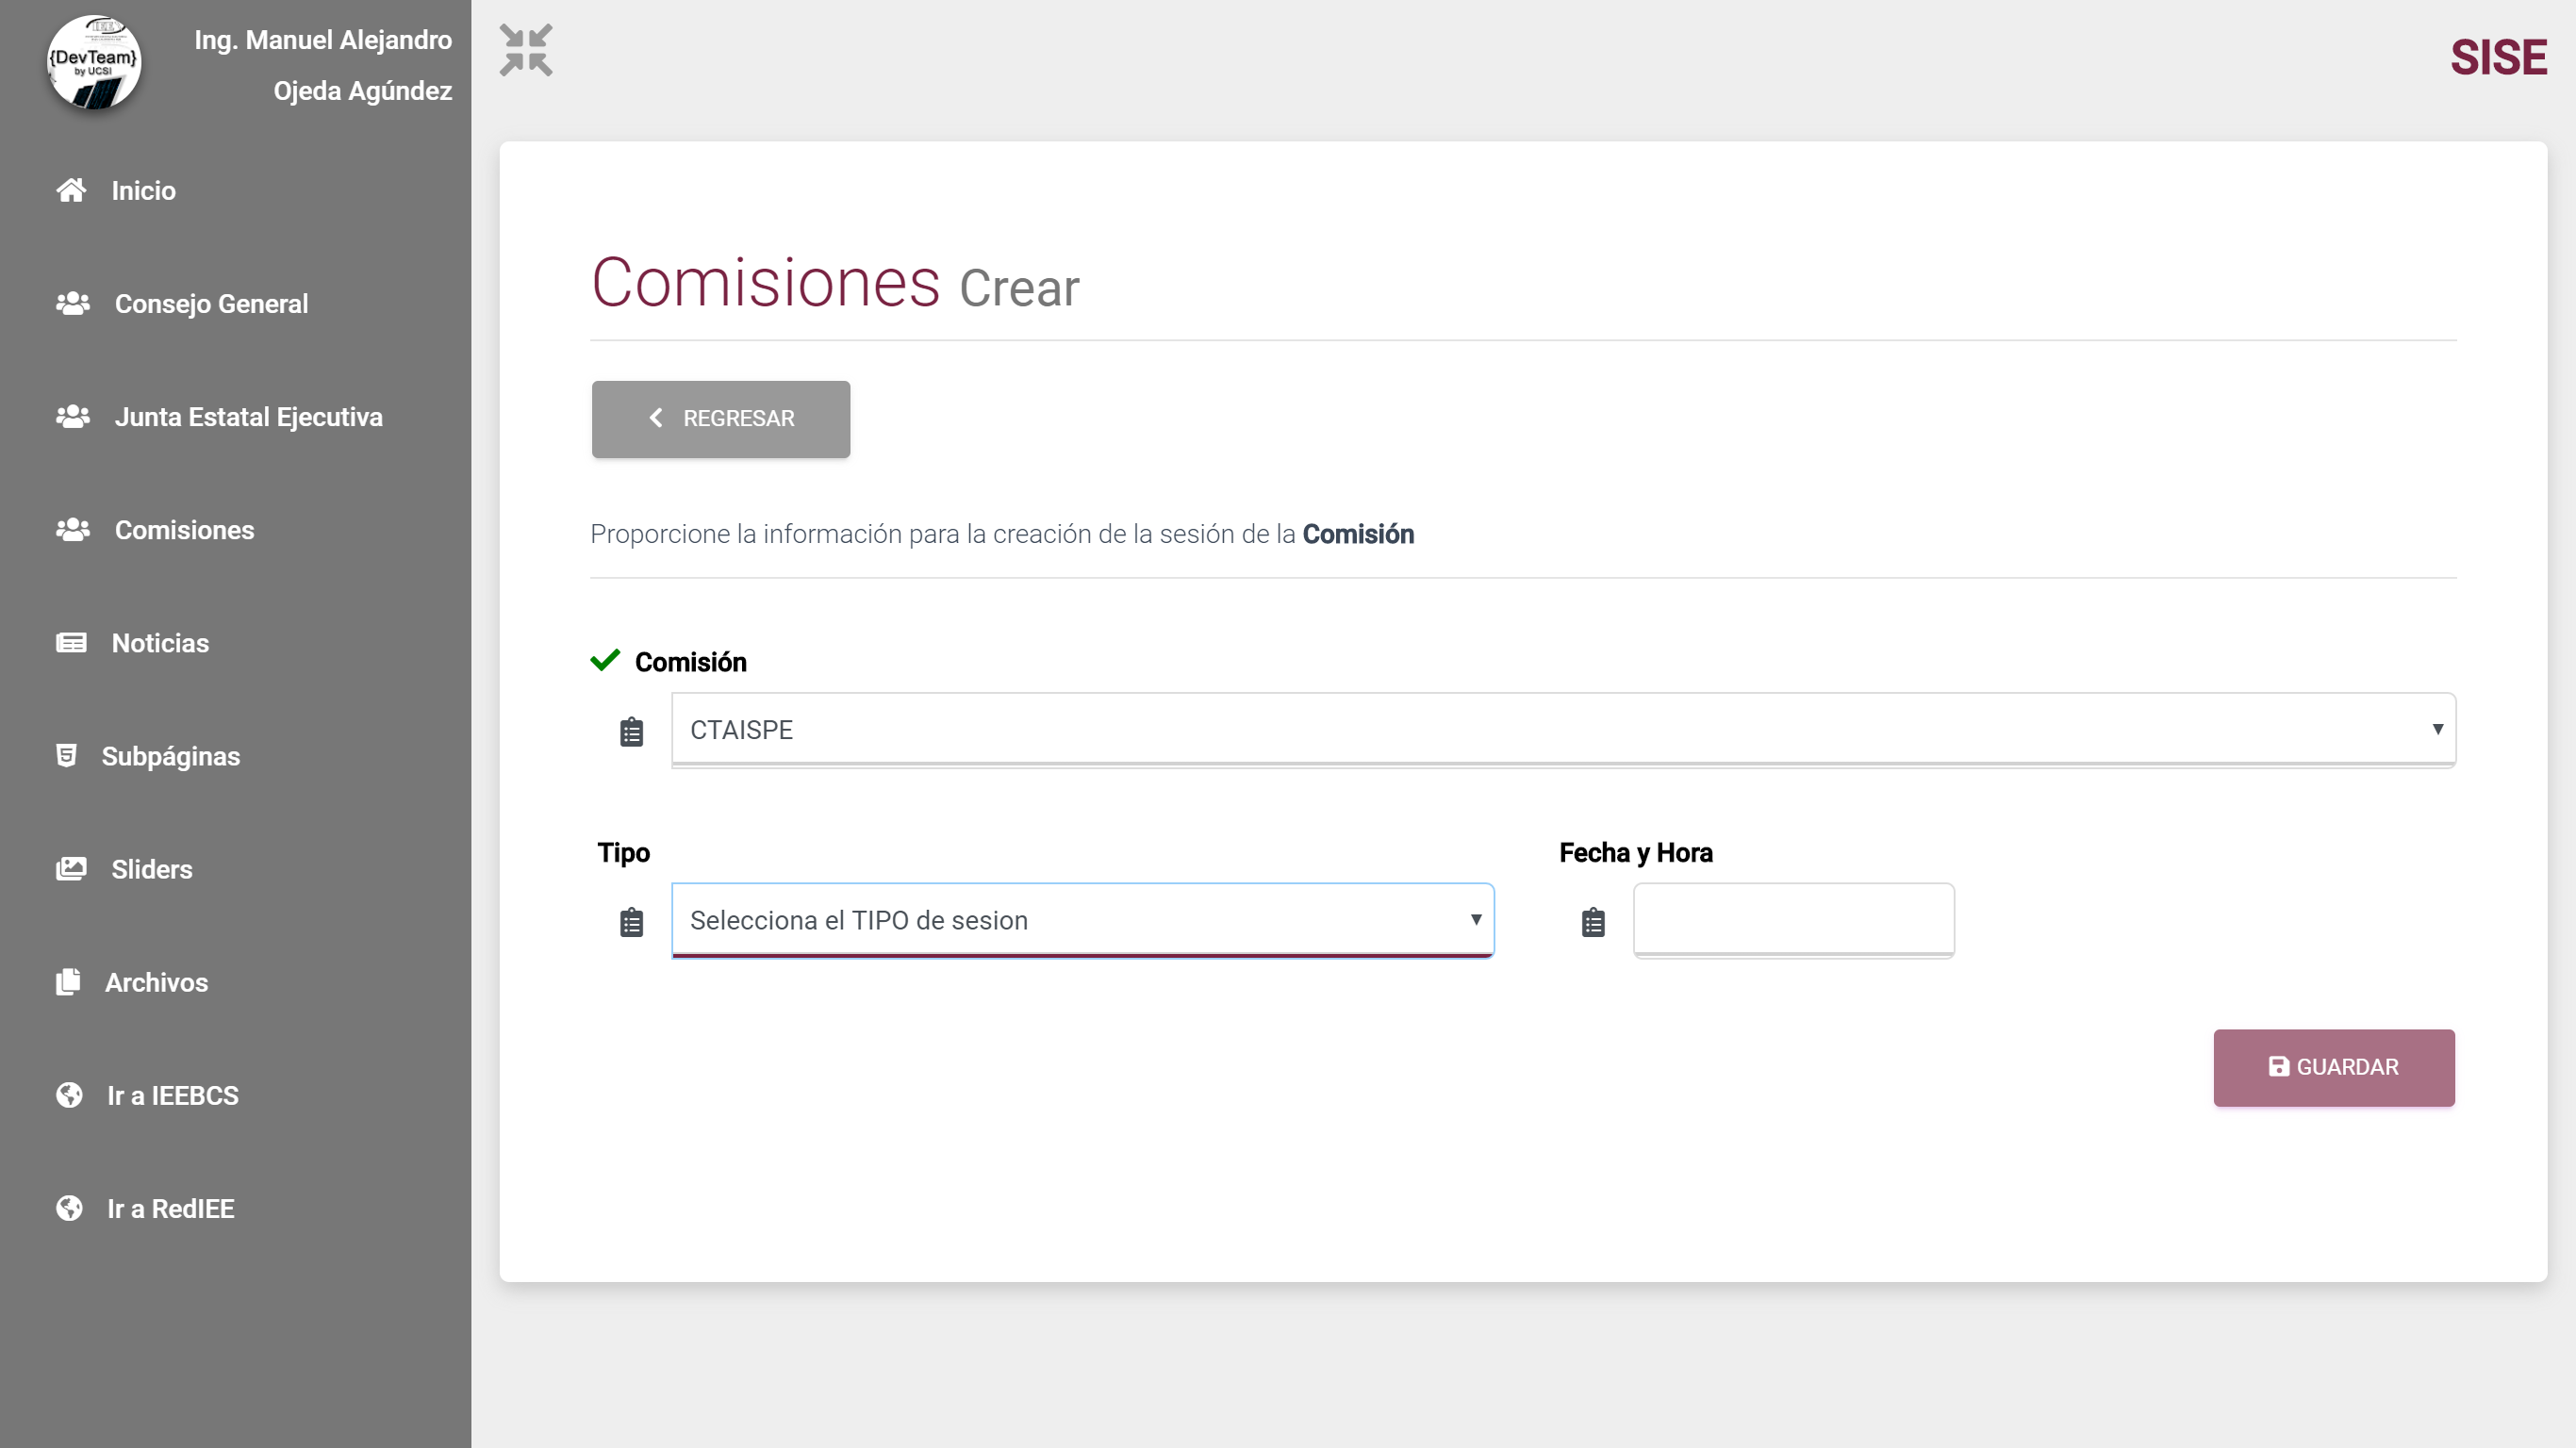 {DevTeam}
by UCSI
Ing. Manuel Alejandro
Ojeda Agúndez
SISE
Inicio
Consejo General
Junta Estatal Ejecutiva
Comisiones
Noticias
Subpáginas
Sliders
Archivos
Ir a IEEBCS
Ir a RedIEE
Comisiones Crear
REGRESAR
Proporcione la información para la creación de la sesión de la Comisión
Comisión
CTAISPE
Tipo
Fecha y Hora
Selecciona el TIPO de sesion
GUARDAR